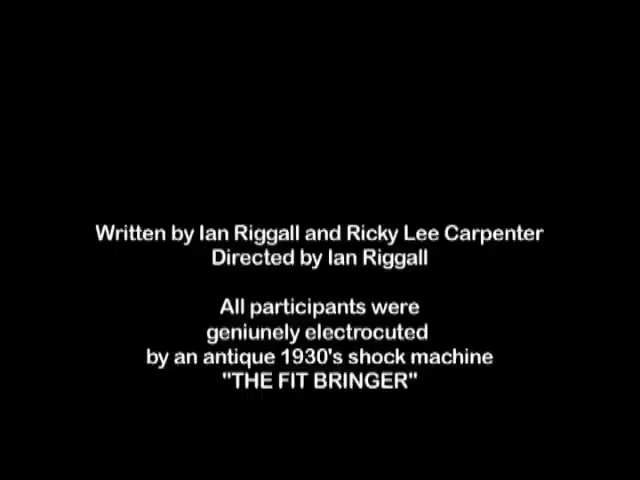 Written by Ian Riggall and Ricky Lee Carpenter
Directed by Ian Riggall
All participants were
geniunely electrocuted
by an antique 1930's shock machine
"THE FIT BRINGER"